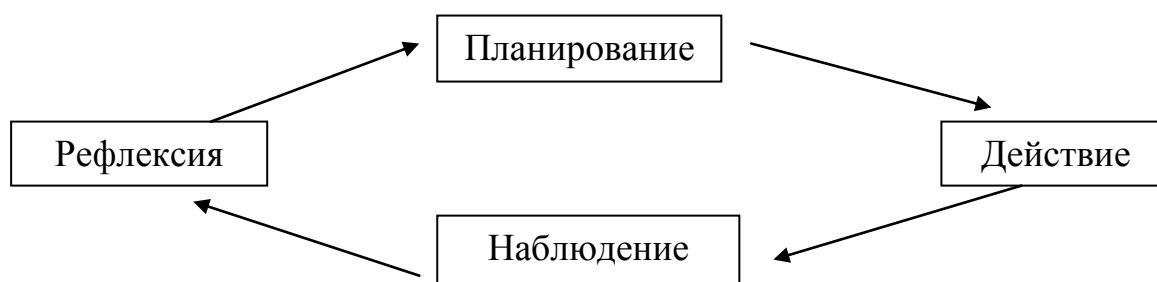 Планирование
Рефлексия
Действие
Наблюдение